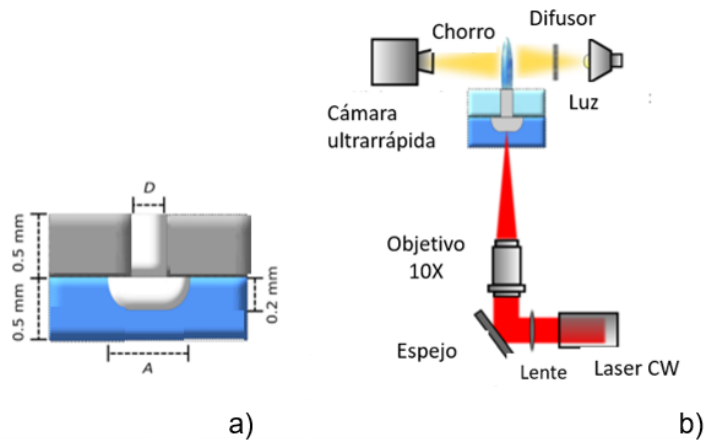 D
0.5 mm
0.5 mm
0.2 mm
A
a)
Chorro
Difusor
Cámara
ultrarrápida
Luz
Objetivo
10X
Espejo
Lente
Laser CW
b)